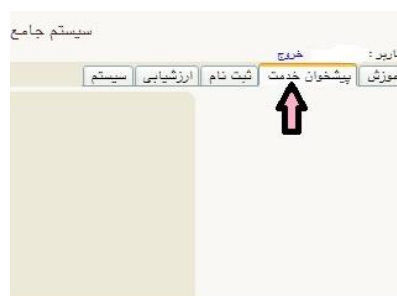 سیستم جامع
کاربر : خروج
آموزش پیشخوان خدمت ثبت نام ارزشیابی سیستم